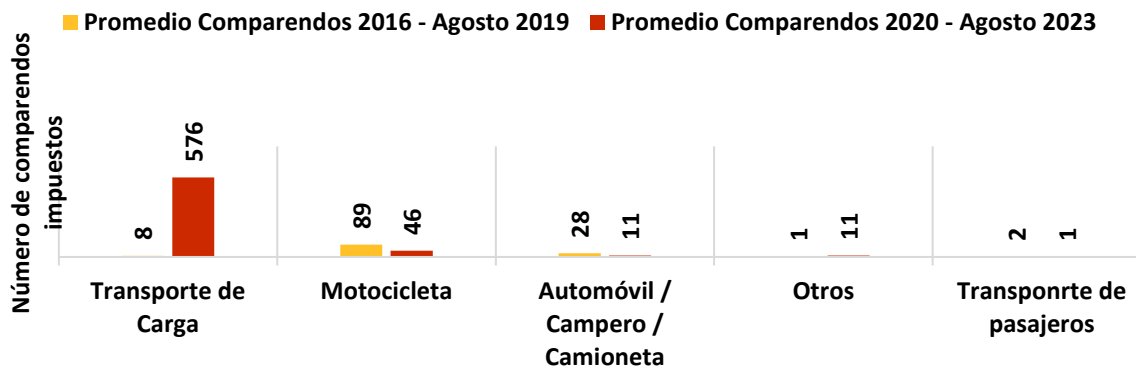 Promedio Comparendos 2016 - Agosto 2019 Promedio Comparendos 2020 - Agosto 2023
Número de comparendos
impuestos
8
576
89
46
28
11
1
11
2
1
Transporte de
Carga
Motocicleta
Automóvil /
Campero /
Camioneta
Otros
Transponrte de
pasajeros